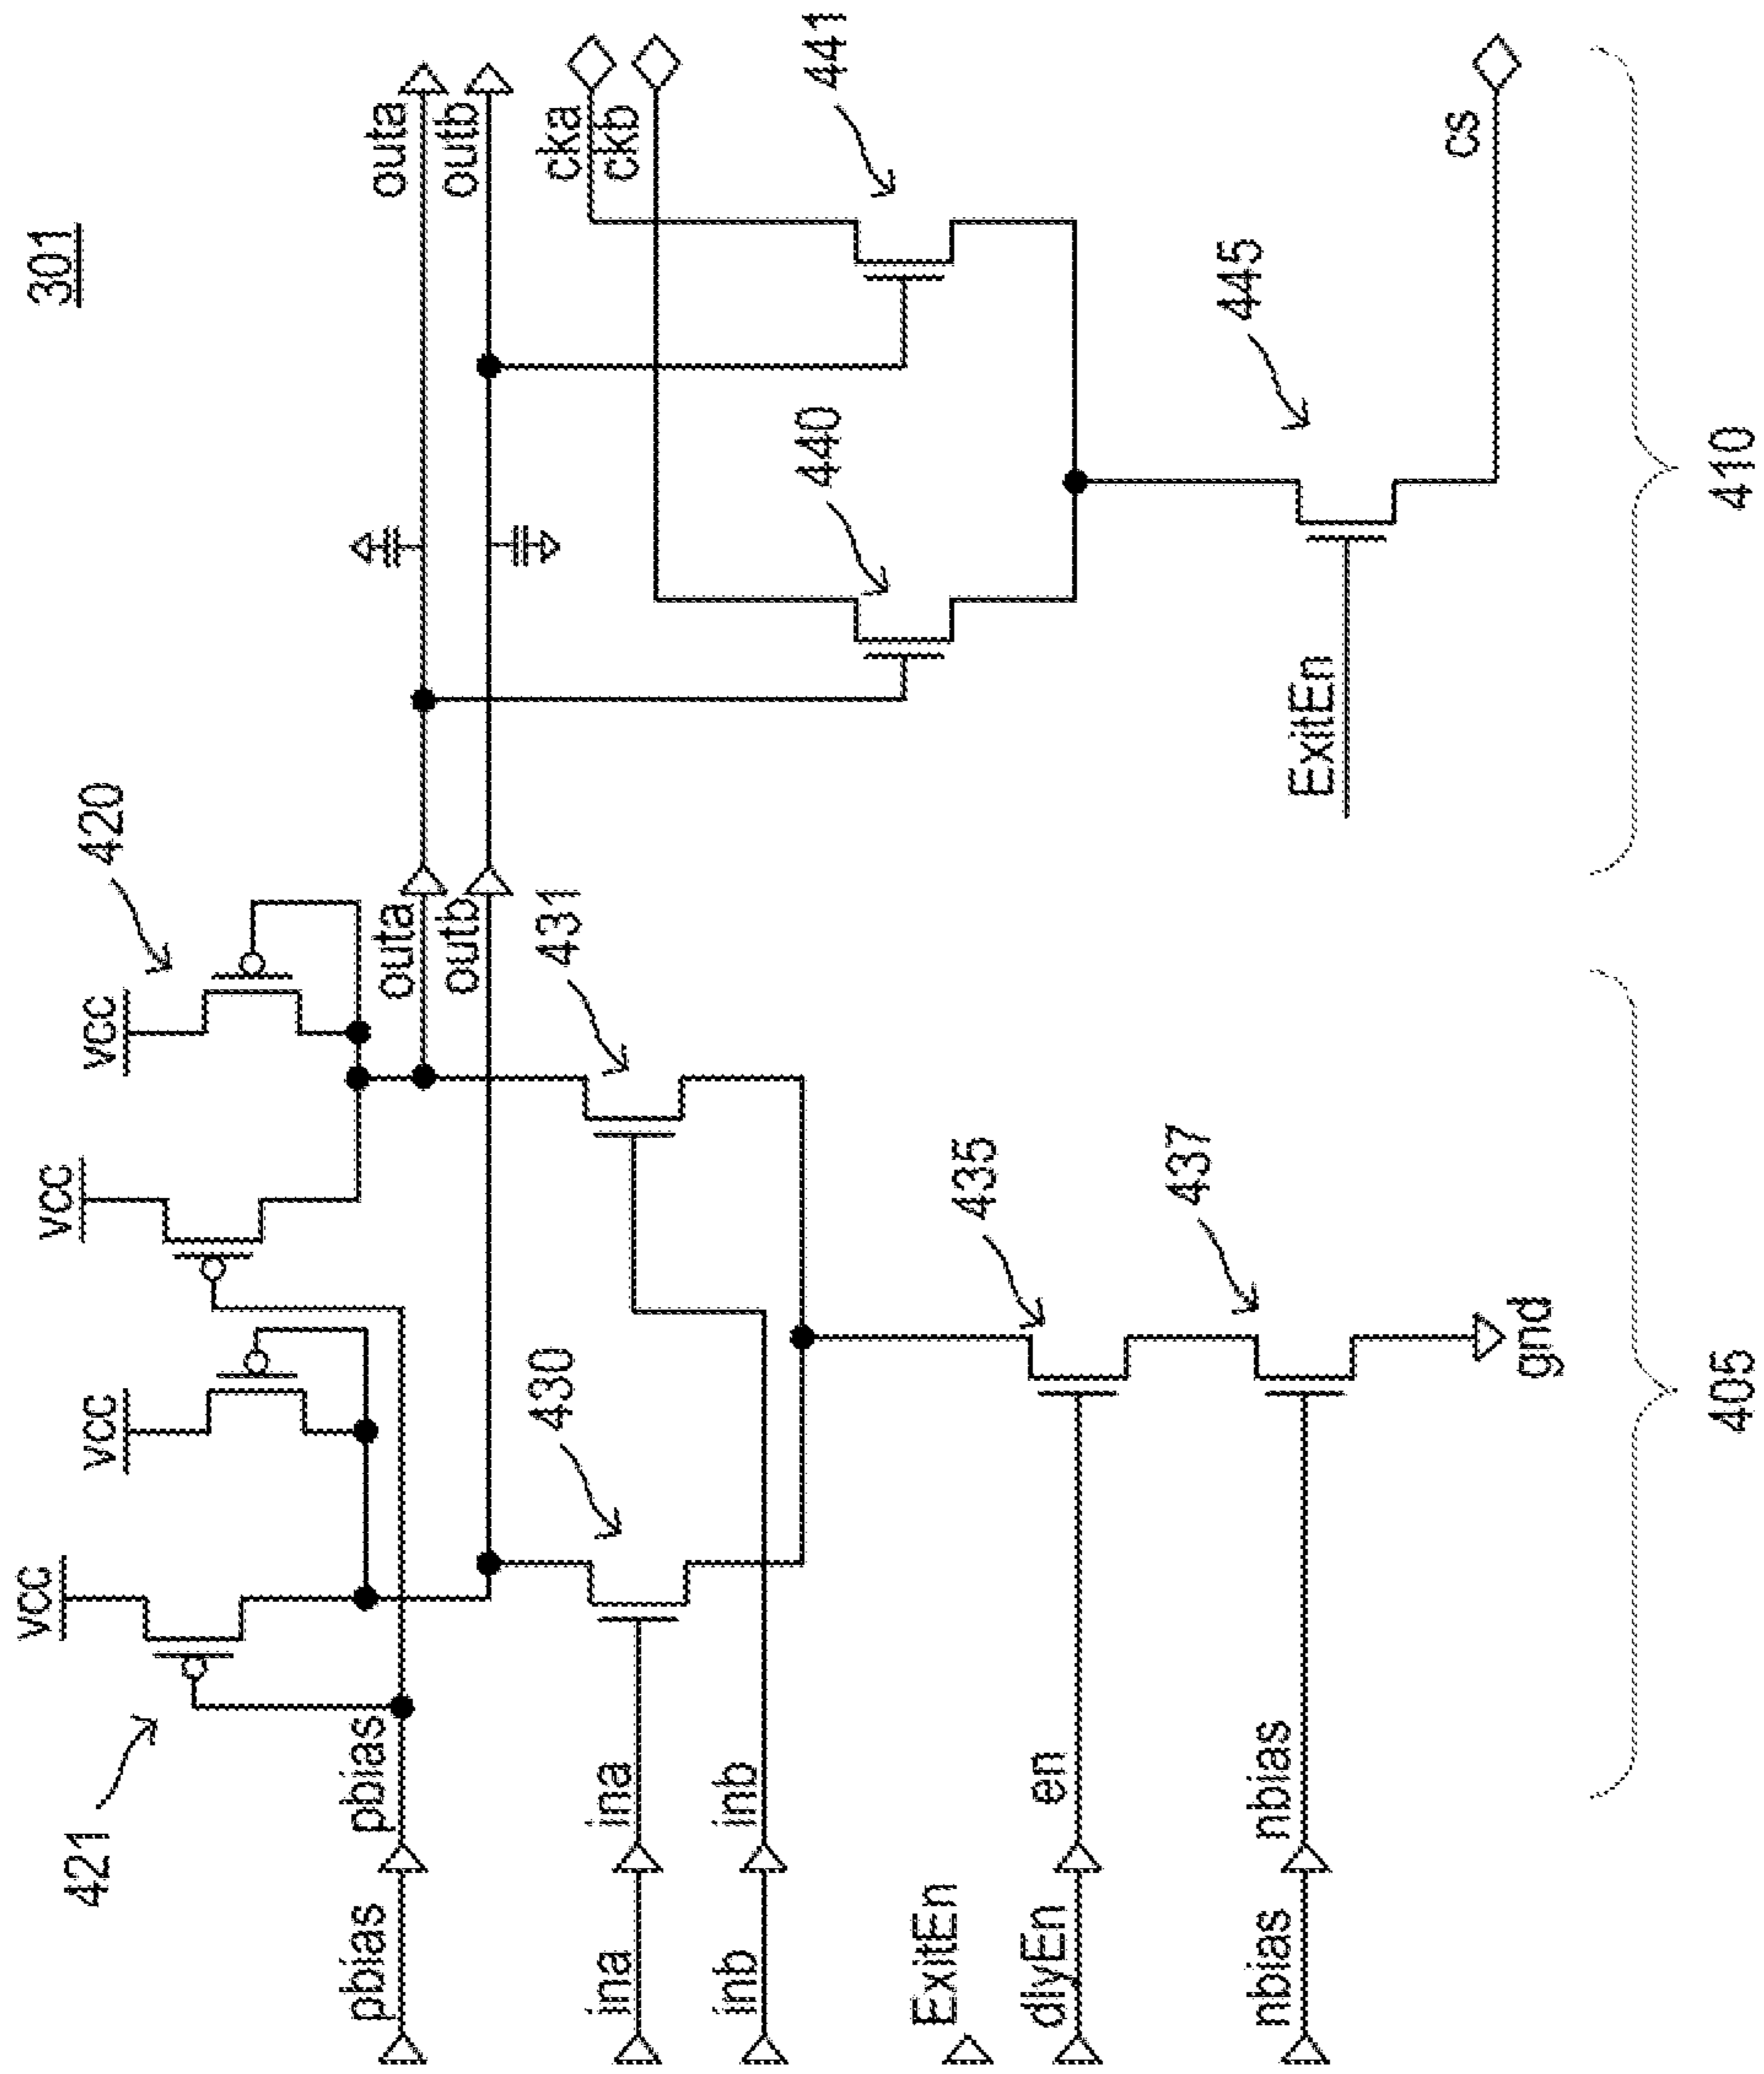 301
vcc
vcc
vcc
vcc
420
421
pbias
pbias
outa
outb
outa
outb
cka
ckb
431
430
ina
ina
inb
inb
440
441
ExitEn
435
437
dlyEn
en
nbias
nbias
gnd
445
ExitEn
cs
405
410